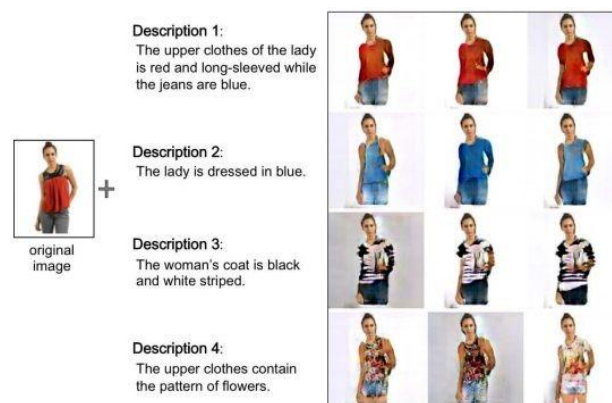 Description 1:
The upper clothes of the lady
is red and long-sleeved while
the jeans are blue.
Description 2:
The lady is dressed in blue.
original
image
Description 3:
The woman's coat is black
and white striped.
Description 4:
The upper clothes contain
the pattern of flowers.